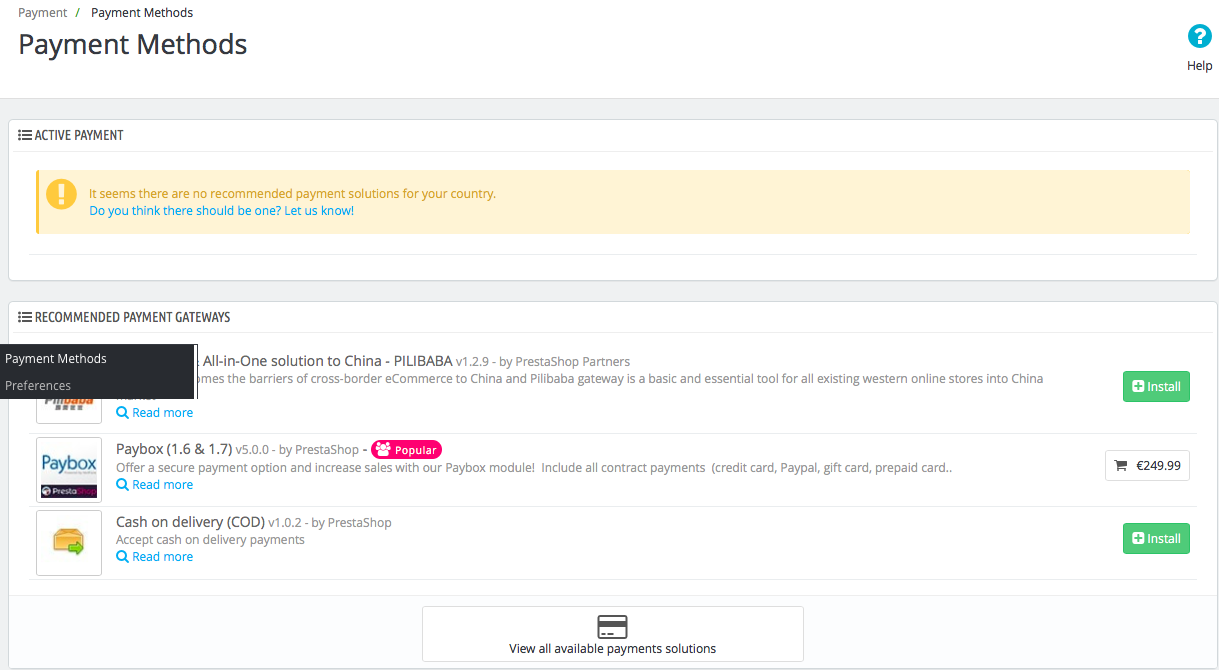 Payment / Payment Methods
Payment Methods
Help
ACTIVE PAYMENT
It seems there are no recommended payment solutions for your country.
Do you think there should be one? Let us know!
RECOMMENDED PAYMENT GATEWAYS
Payment Methods
Preferences
All-in-One solution to China - PILIBABA v1.2.9 - by PrestaShop Partners
omes the barriers of cross-border eCommerce to China and Pilibaba gateway is a basic and essential tool for all existing western online stores into China
Read more
Install
Paybox
PrestaShop
Paybox (1.6 & 1.7) v5.0.0 - by PrestaShop - Popular
Offer a secure payment option and increase sales with our Paybox module! Include all contract payments (credit card, Paypal, gift card, prepaid card..
Read more
€249.99
Cash on delivery (COD) v1.0.2 - by PrestaShop
Accept cash on delivery payments
Read more
Install
View all available payments solutions